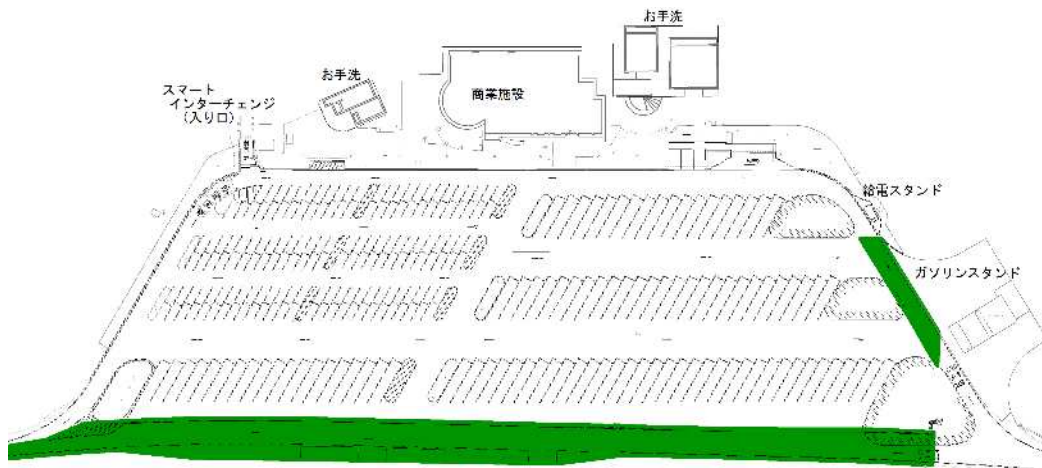 お手洗
お手洗
商業施設
スマート
インターチェンジ
(入り口)
給電スタンド
ガソリンスタンド